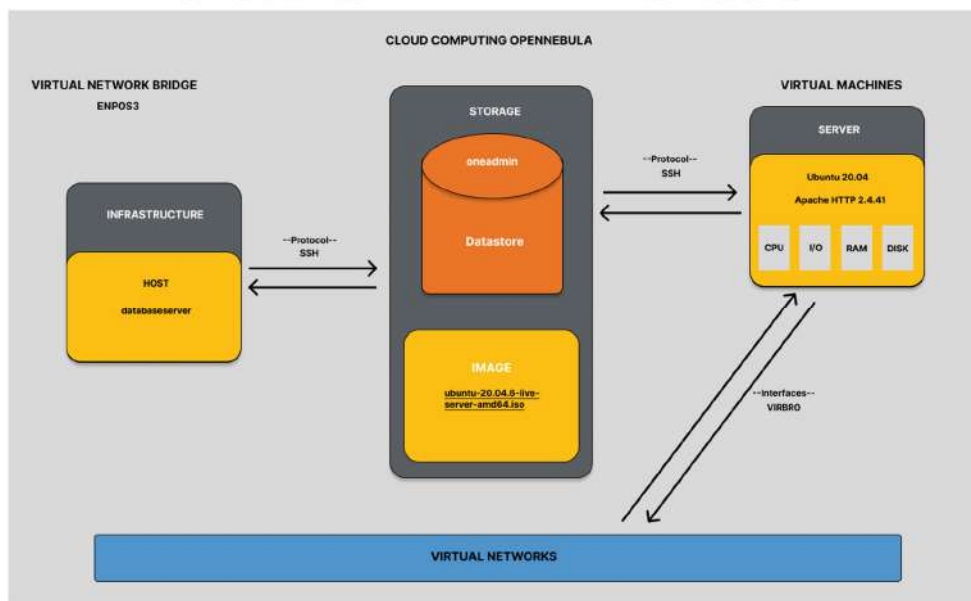 CLOUD COMPUTING OPENNEBULA
VIRTUAL NETWORK BRIDGE
ENPOS3
INFRASTRUCTURE
HOST
databaseserver
--Protocol--
SSH
STORAGE
oneadmin
Datastore
IMAGE
ubuntu-20.04.6-live-
server-amd64.iso
--Protocol--
SSH
VIRTUAL MACHINES
SERVER
Ubuntu 20.04
Apache HTTP 2.4.41
CPU
I/O
RAM
DISK
--Interfaces--
VIRBR0
VIRTUAL NETWORKS